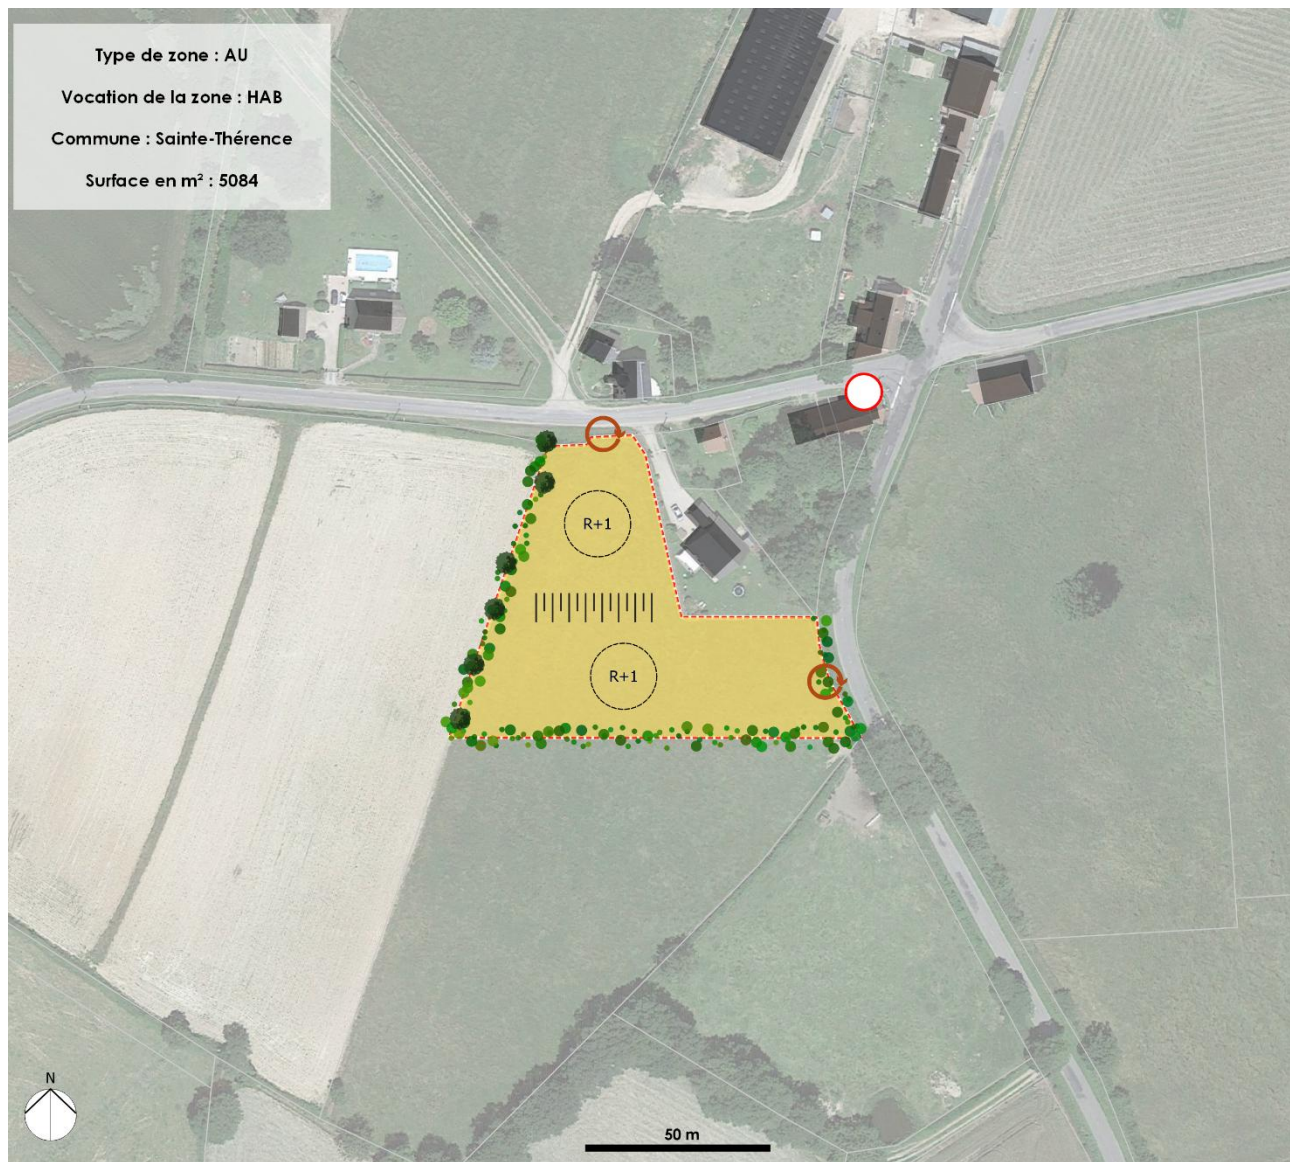 Type de zone : AU
Vocation de la zone : HAB
Commune : Sainte-Thérence
Surface en m² : 5084
R+1
R+1
N
50 m